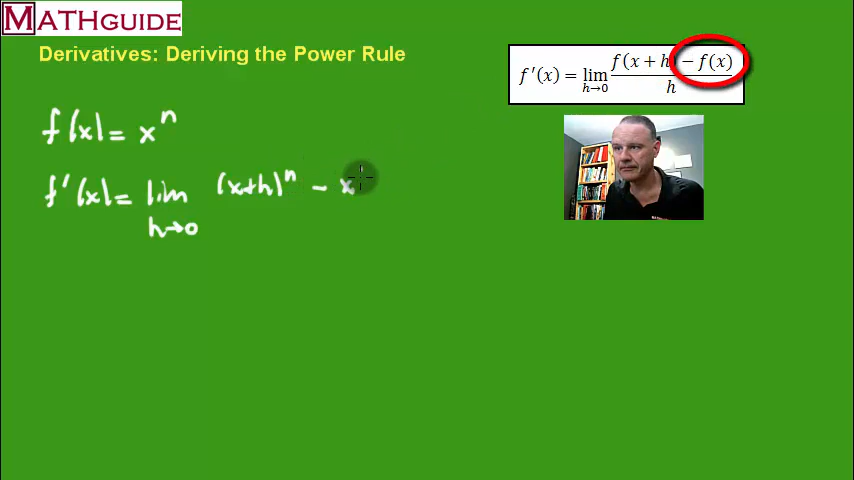 MATHGUIDE
Derivatives: Deriving the Power Rule
f'(x) = lim h→0 f(x + h) − f(x) / h
f(x) = x^n
f'(x) = lim h→0 (x+h)^n − x